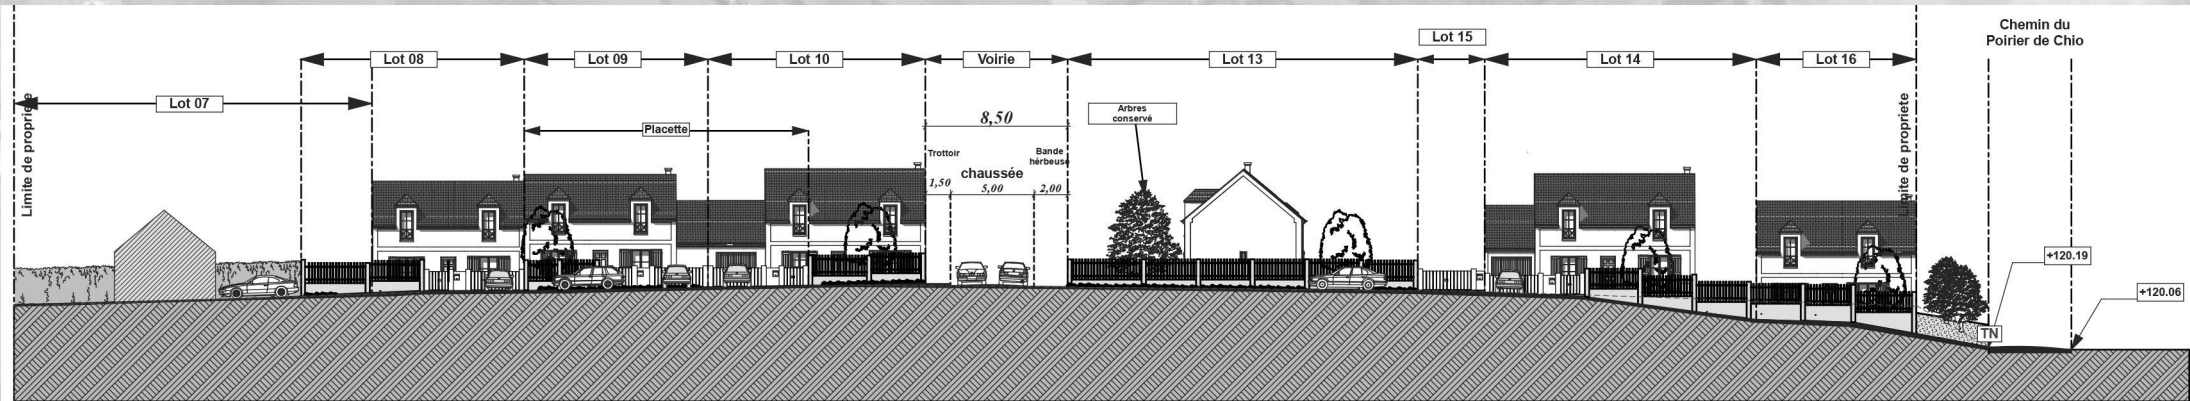 Chemin du
Poirier de Chio
Lot 15
Lot 08
Lot 09
Lot 10
Voirie
Lot 13
Lot 14
Lot 16
Lot 07
Limite de propriete
Placette
8,50
Arbres
conservé
Trottoir
Bande
hérbeuse
chaussée
1,50
5,00
2,00
Limite de propriete
+120.19
+120.06
TN